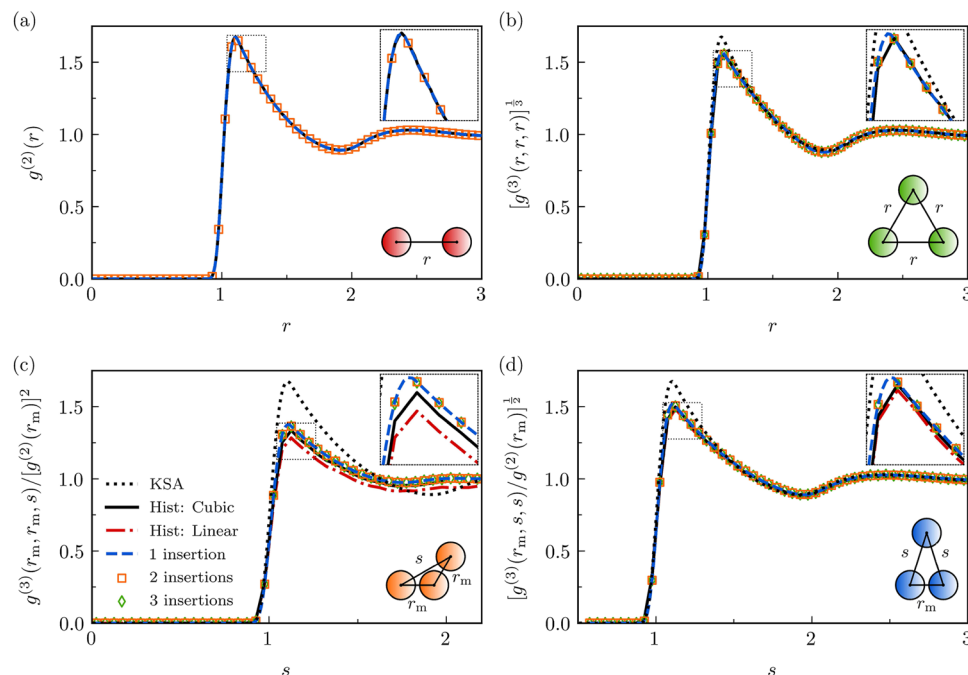 (a)
1.5
1.0
0.5
0.0
g⁽²⁾(r)
0
1
2
3
r
r
(b)
1.5
1.0
0.5
0.0
[g⁽³⁾(r, r, r)]^{1/3}
r
r
r
0
1
2
3
r
(c)
1.5
1.0
0.5
0.0
g⁽³⁾(r_m, r_m, s)/[g⁽²⁾(r_m)]²
KSA
Hist: Cubic
Hist: Linear
1 insertion
2 insertions
3 insertions
s
r_m
r_m
0
1
2
s
(d)
1.5
1.0
0.5
0.0
[g⁽³⁾(r_m, s, s)/g⁽²⁾(r_m)]^{1/2}
s
s
r_m
1
2
3
s